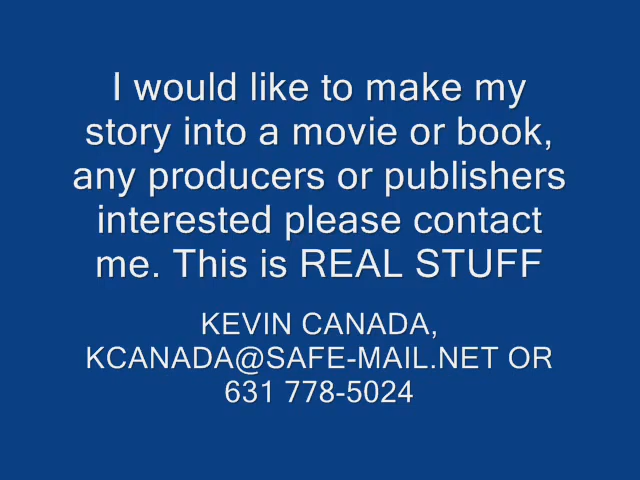 I would like to make my
story into a movie or book,
any producers or publishers
interested please contact
me. This is REAL STUFF
KEVIN CANADA,
KCANADA@SAFE-MAIL.NET OR
631 778-5024